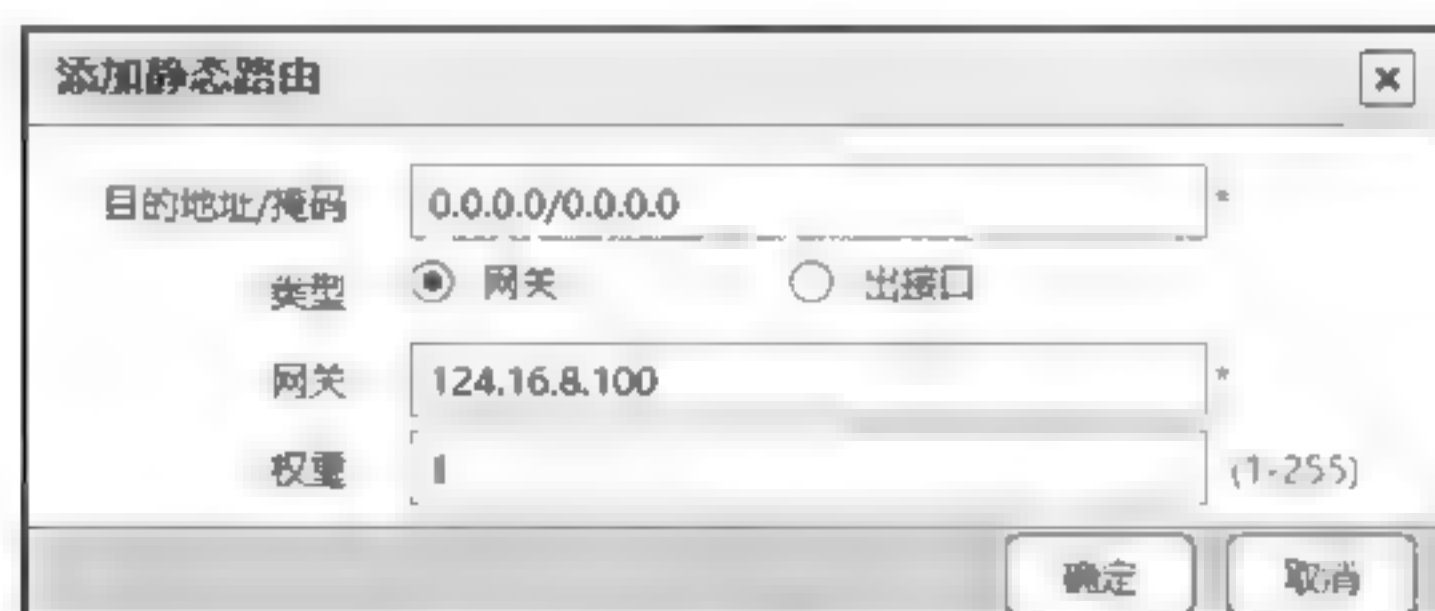 添加静态路由
目的地址/掩码 0.0.0.0/0.0.0.0 *
类型 网关 出接口
网关 124.16.8.100 *
权重 1 (1-255)
确定 取消